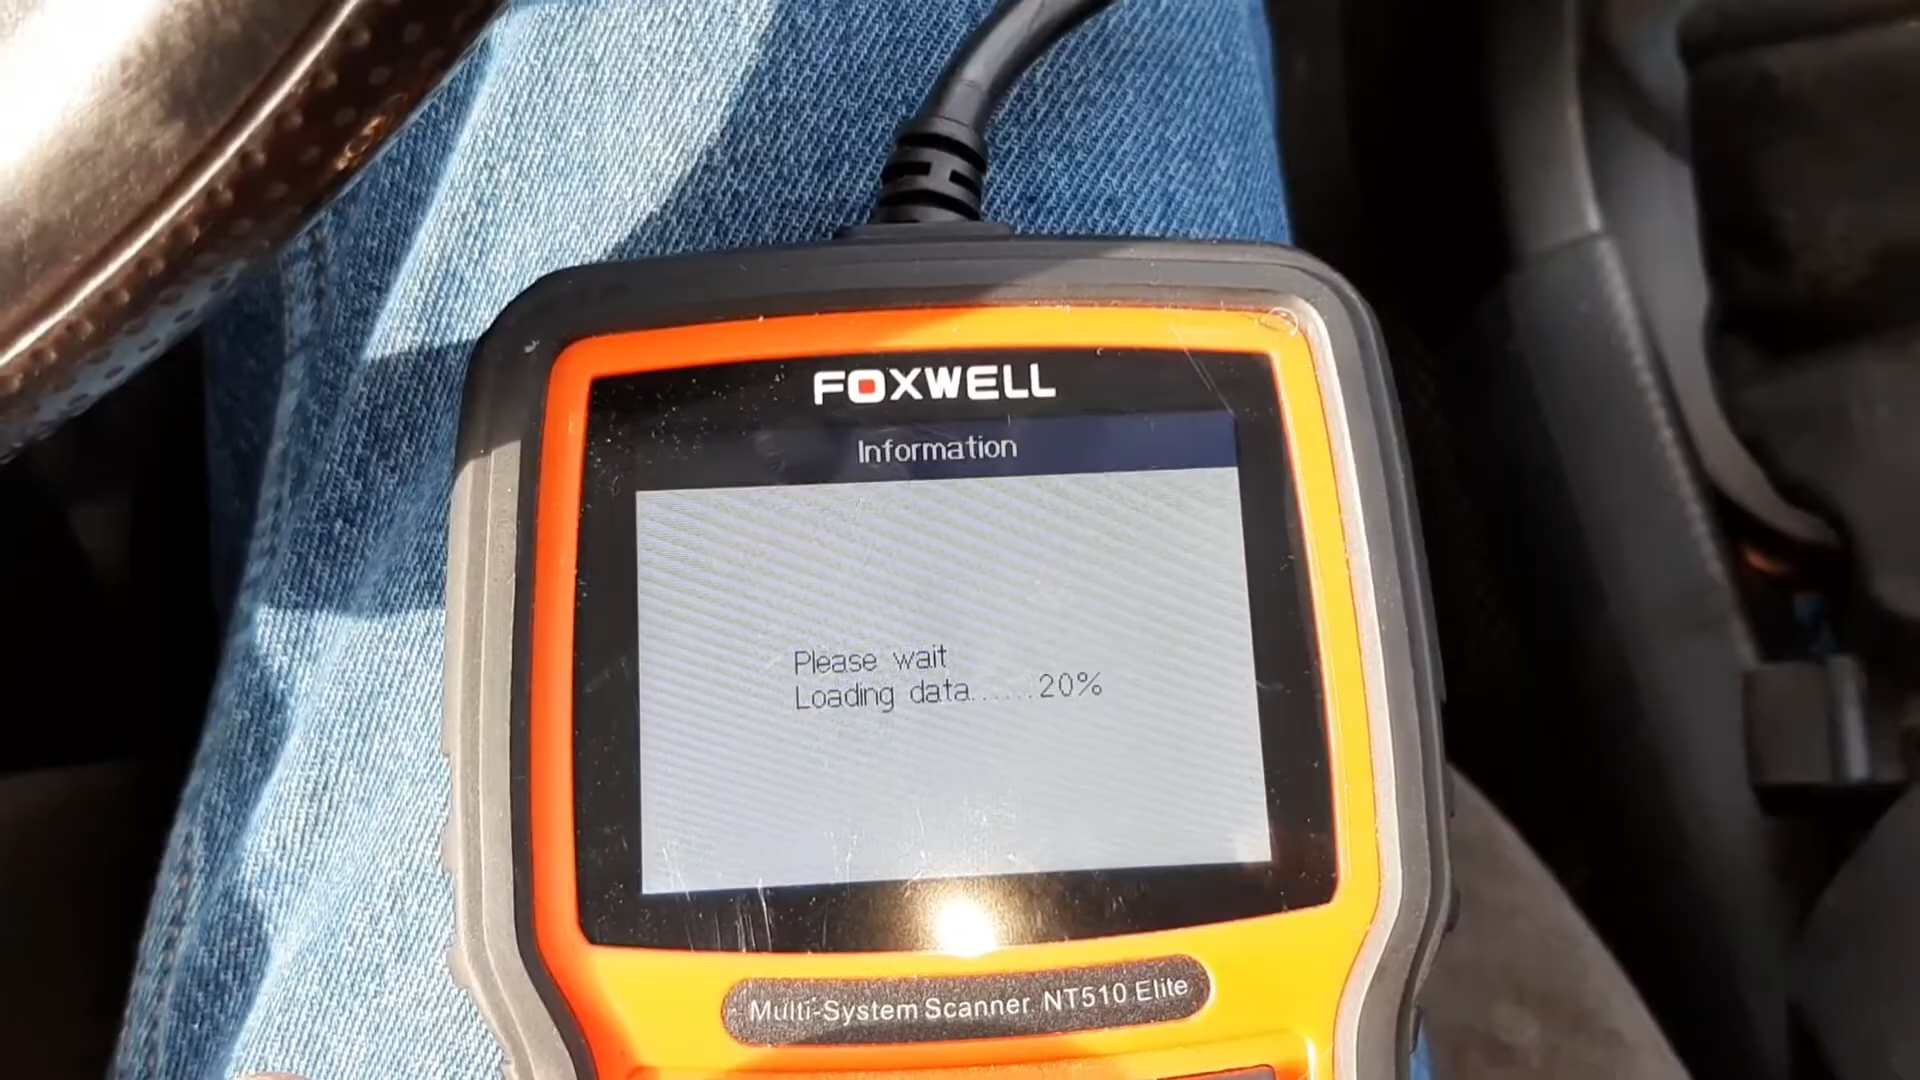 FOXWELL
Information
Please wait
Loading data......20%
Multi-System Scanner NT510 Elite